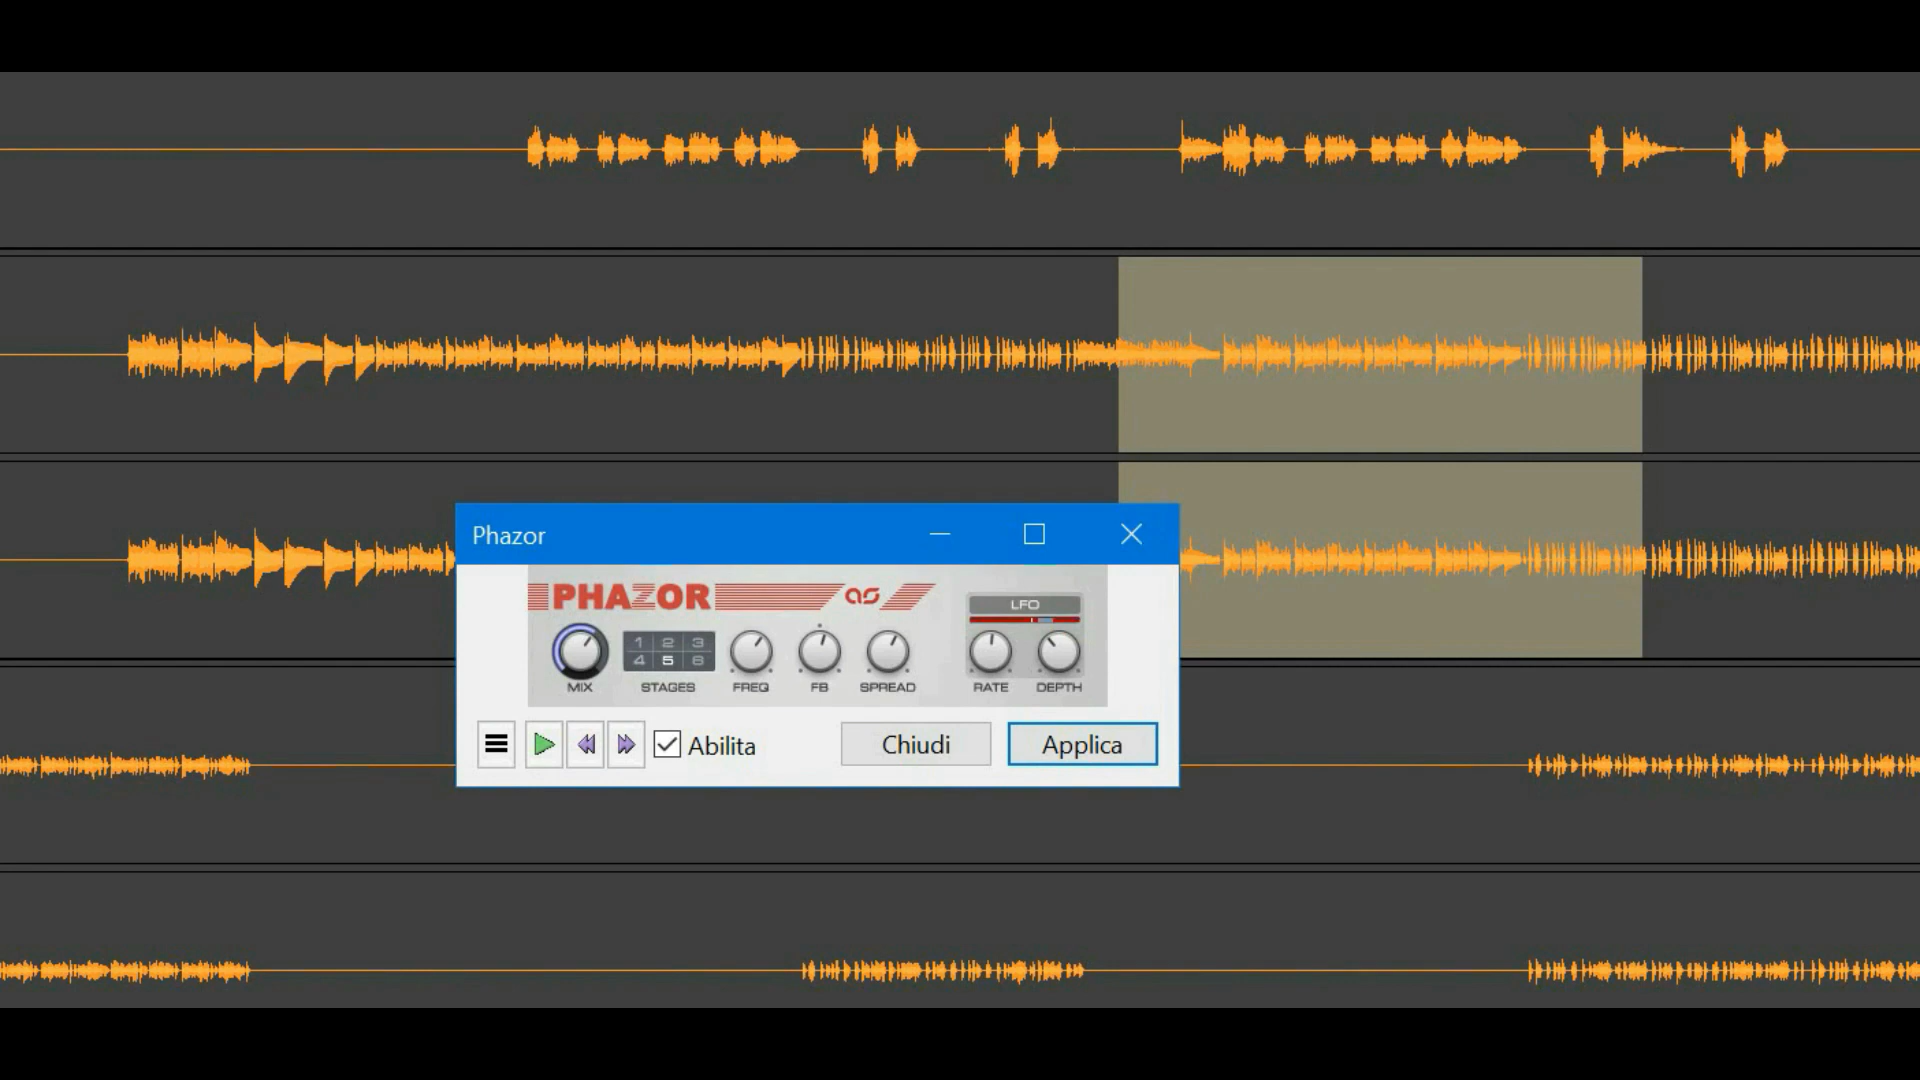 Phazor
PHAZOR as
LFO
1 2 3
4 5 6
MIX STAGES FREQ FB SPREAD RATE DEPTH
Abilita Chiudi Applica